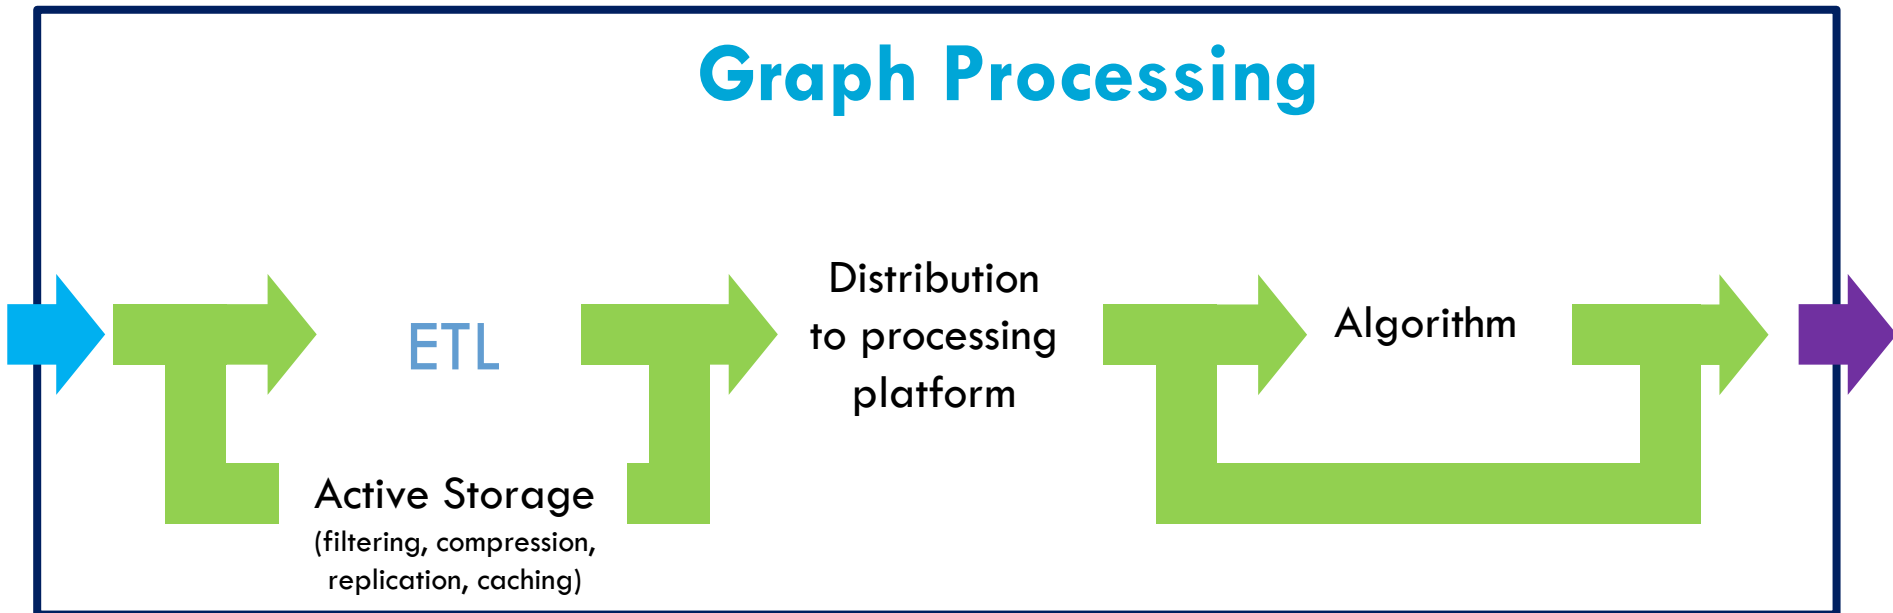 Graph Processing
ETL
Active Storage
(filtering, compression,
replication, caching)
Distribution
to processing
platform
Algorithm